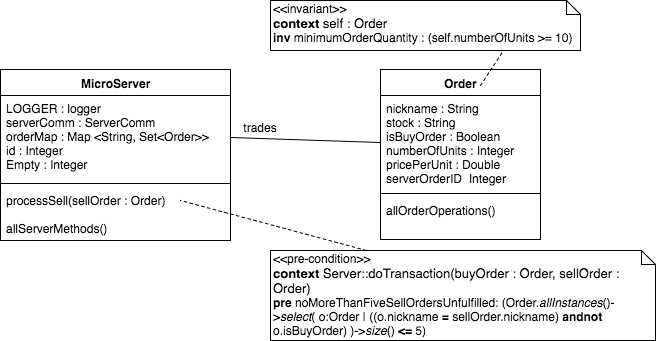 <<invariant>>
context self : Order
inv minimumOrderQuantity : (self.numberOfUnits >= 10)
MicroServer
LOGGER : logger
serverComm : ServerComm
orderMap : Map <String, Set<Order>>
id : Integer
Empty : Integer
processSell(sellOrder : Order)
allServerMethods()
trades
Order
nickname : String
stock : String
isBuyOrder : Boolean
numberOfUnits : Integer
pricePerUnit : Double
serverOrderID  Integer
allOrderOperations()
<<pre-condition>>
context Server::doTransaction(buyOrder : Order, sellOrder :
Order)
pre noMoreThanFiveSellOrdersUnfulfilled: (Order.allInstances()-
>select( o:Order | ((o.nickname = sellOrder.nickname) andnot
o.isBuyOrder) )->size() <= 5)